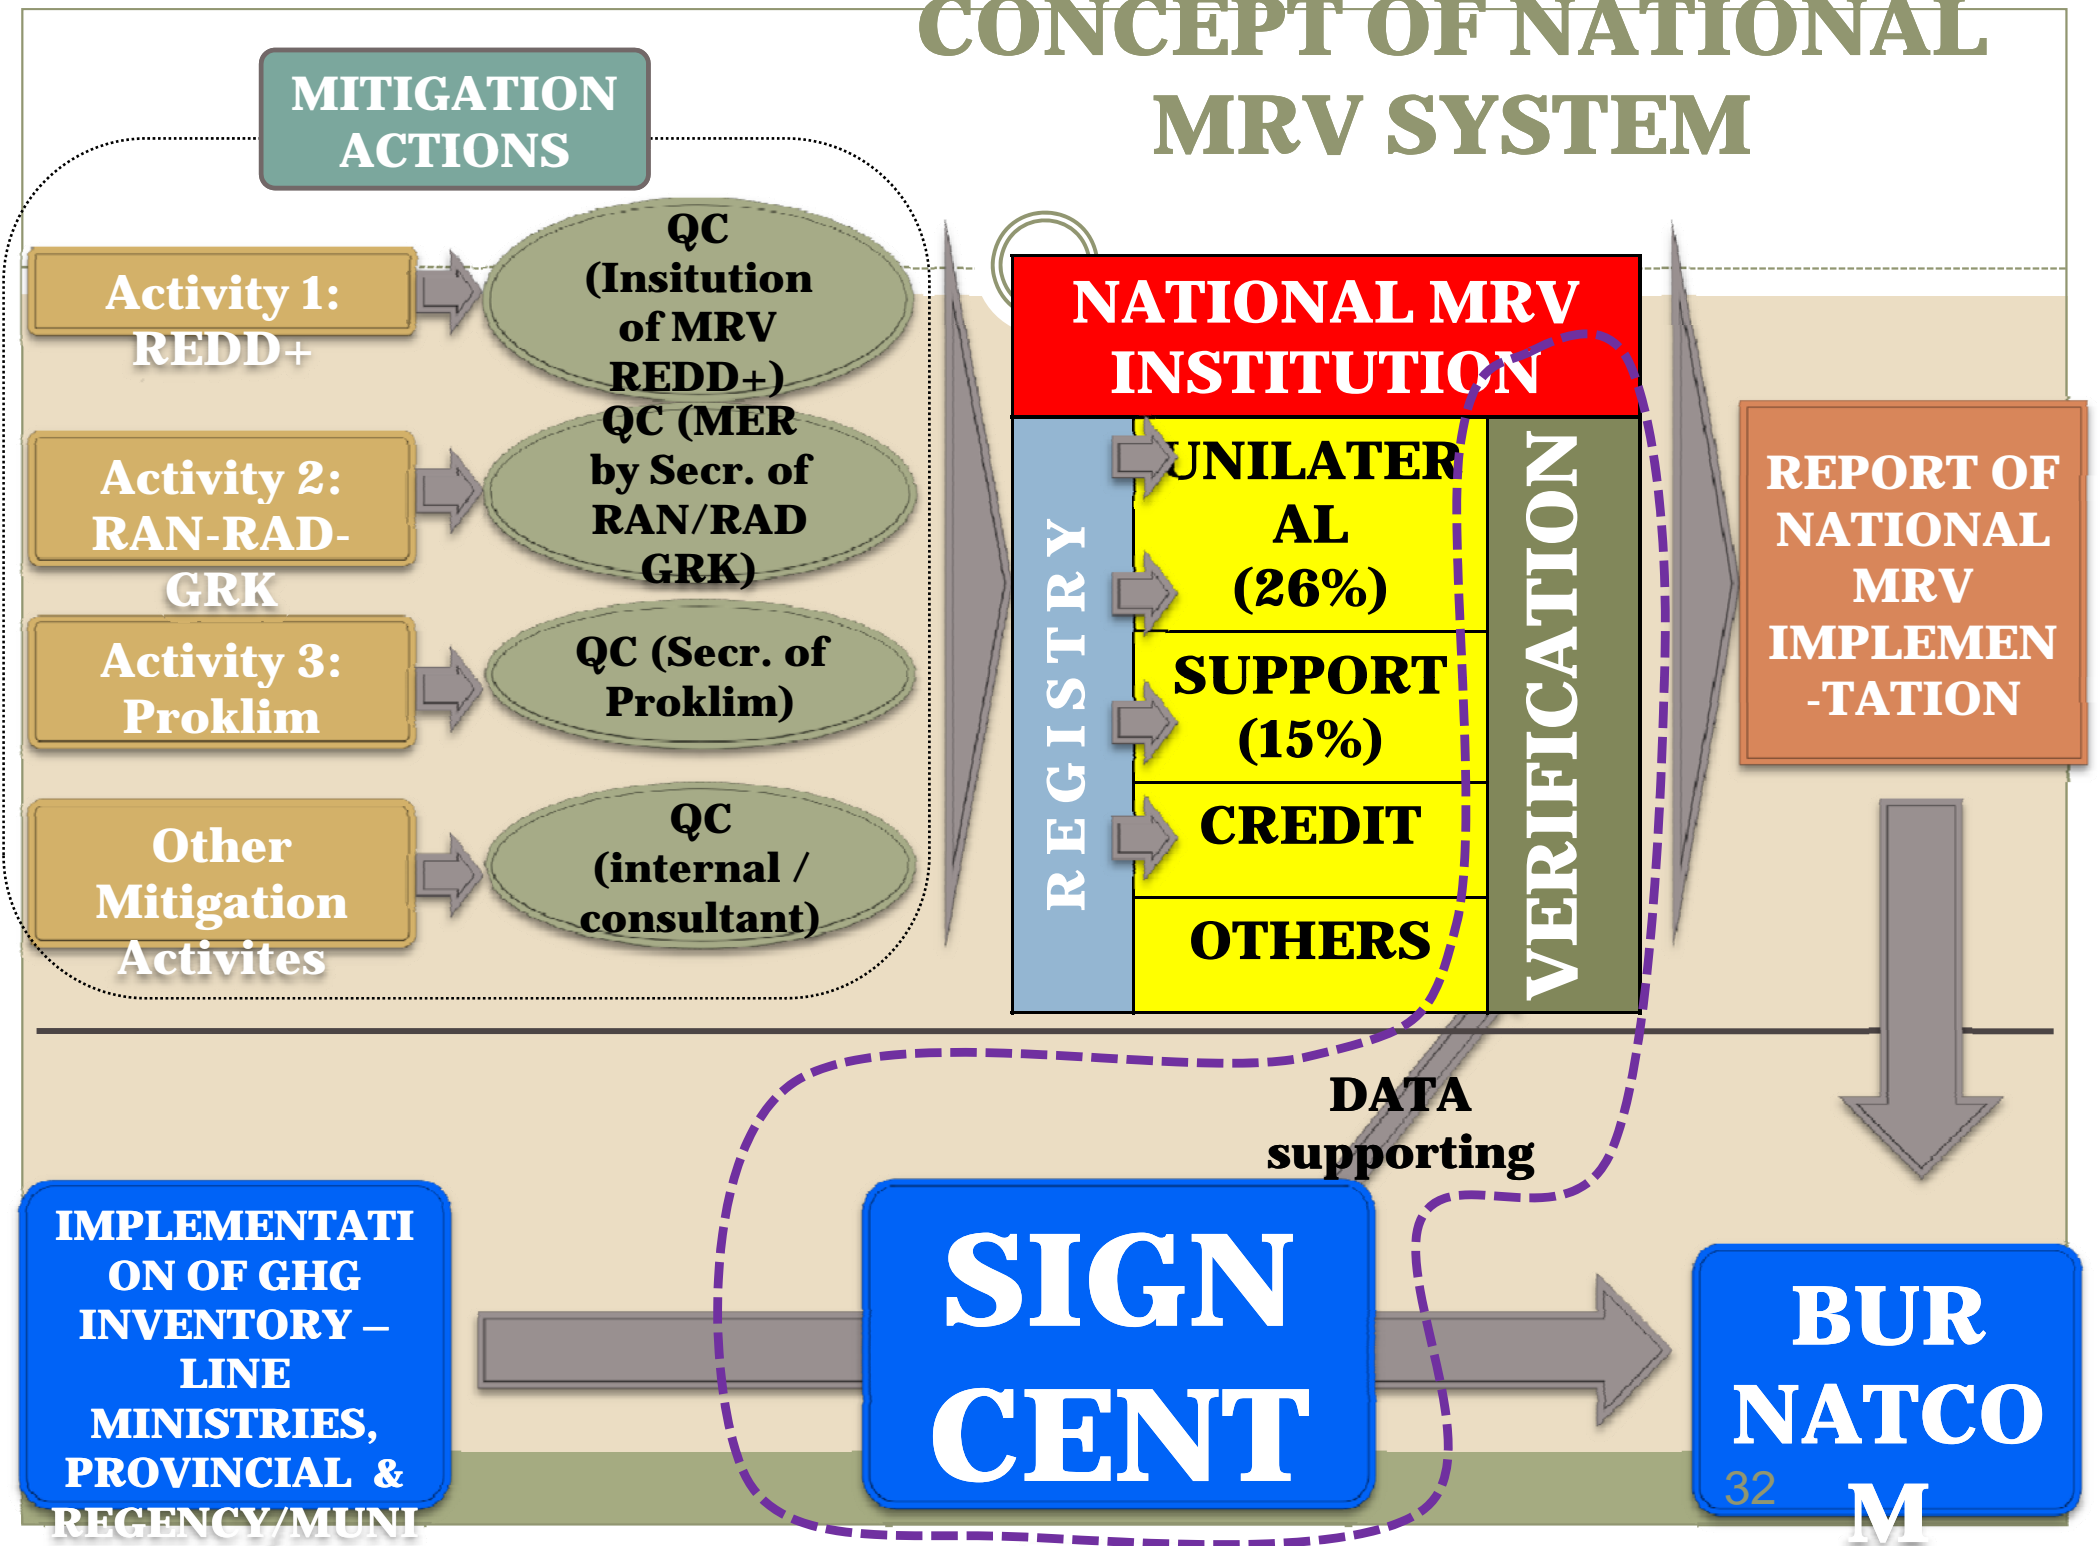 CONCEPT OF NATIONAL
MRV SYSTEM
MITIGATION
ACTIONS
Activity 1:
REDD+
QC
(Insitution
of MRV
REDD+)
Activity 2:
RAN-RAD-
GRK
QC (MER
by Secr. of
RAN/RAD
GRK)
Activity 3:
Proklim
QC (Secr. of
Proklim)
Other
Mitigation
Activites
QC
(internal /
consultant)
NATIONAL MRV
INSTITUTION
REGISTRY
UNILATER
AL
(26%)
SUPPORT
(15%)
CREDIT
OTHERS
VERIFICATION
REPORT OF
NATIONAL
MRV
IMPLEMEN
-TATION
DATA
supporting
IMPLEMENTATI
ON OF GHG
INVENTORY –
LINE
MINISTRIES,
PROVINCIAL &
REGENCY/MUNI
SIGN
CENT
BUR
NATCO
M
32